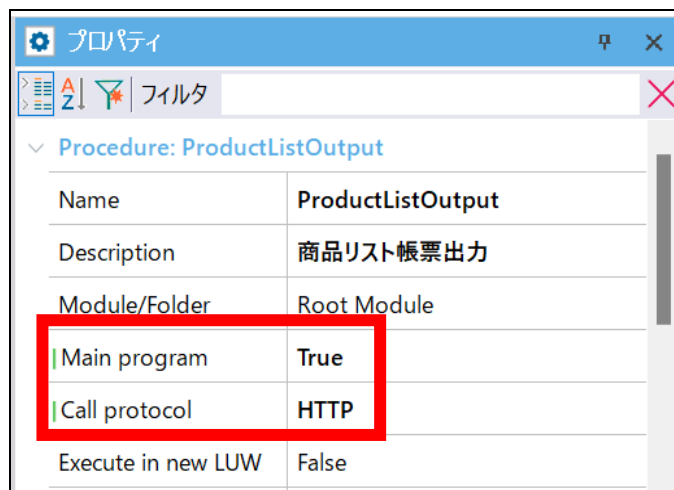 プロパティ
フィルタ
Procedure: ProductListOutput
Name ProductListOutput
Description 商品リスト帳票出力
Module/Folder Root Module
Main program True
Call protocol HTTP
Execute in new LUW False